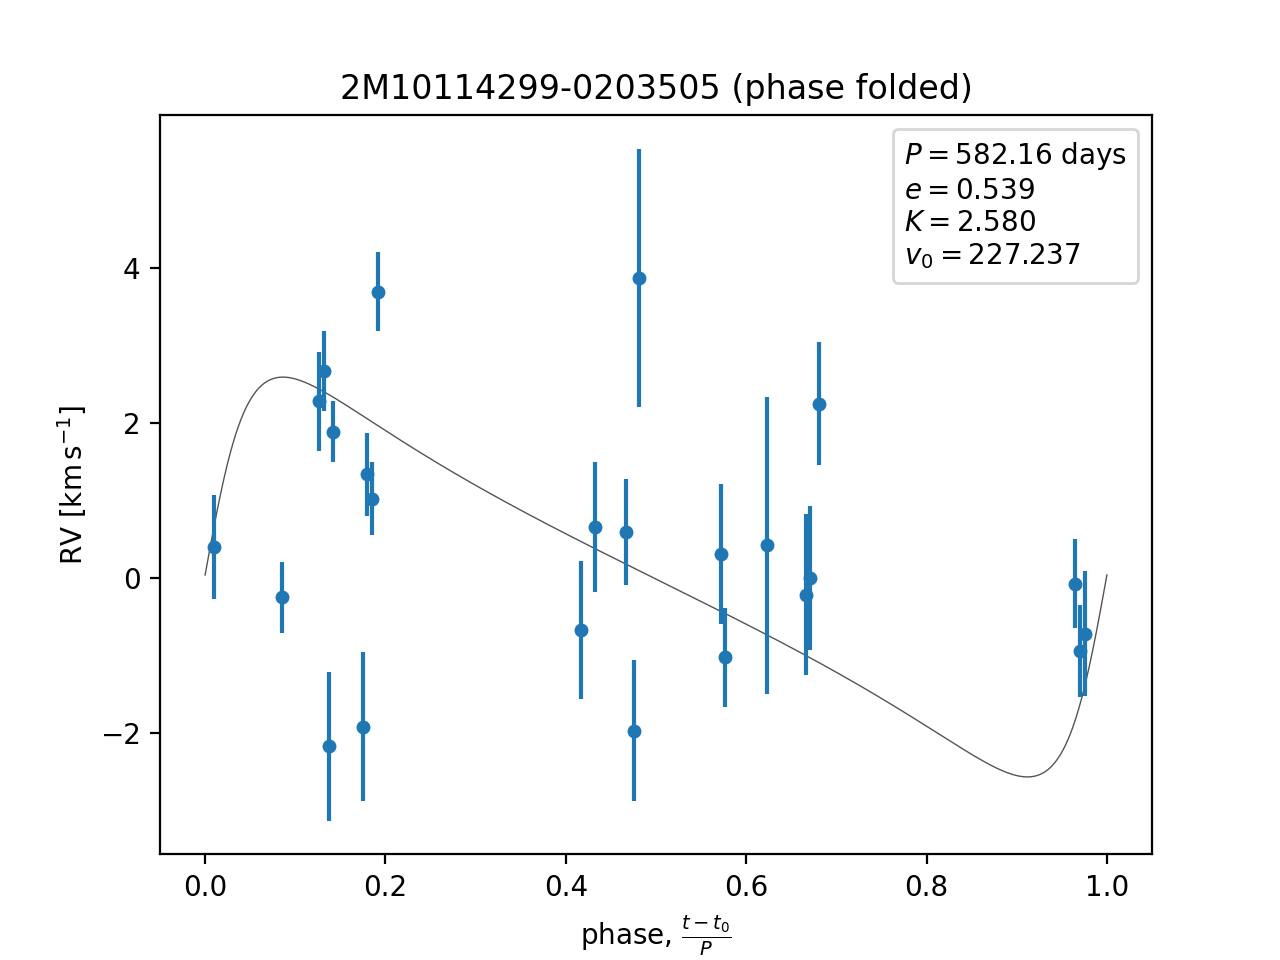 2M10114299-0203505 (phase folded)
P = 582.16 days
e = 0.539
K = 2.580
v₀ = 227.237
RV [km s⁻¹]
4
2
0
−2
0.0 0.2 0.4 0.6 0.8 1.0
phase, (t − t₀)/P